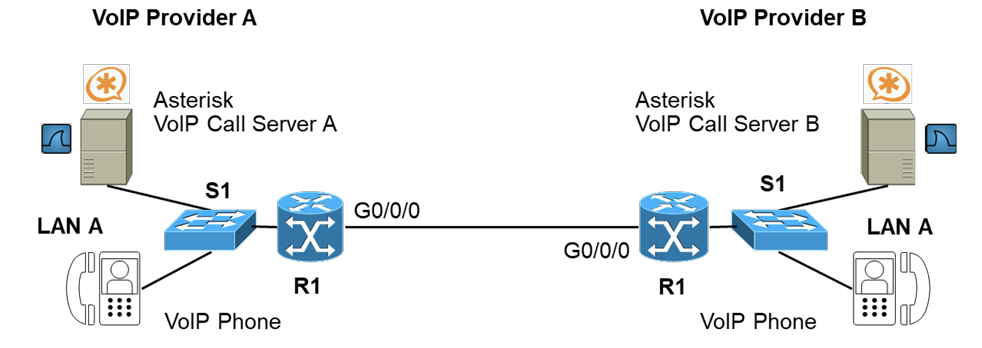 VoIP Provider A
VoIP Provider B
Asterisk
VoIP Call Server A
Asterisk
VoIP Call Server B
S1
S1
LAN A
G0/0/0
G0/0/0
LAN A
R1
R1
VoIP Phone
VoIP Phone